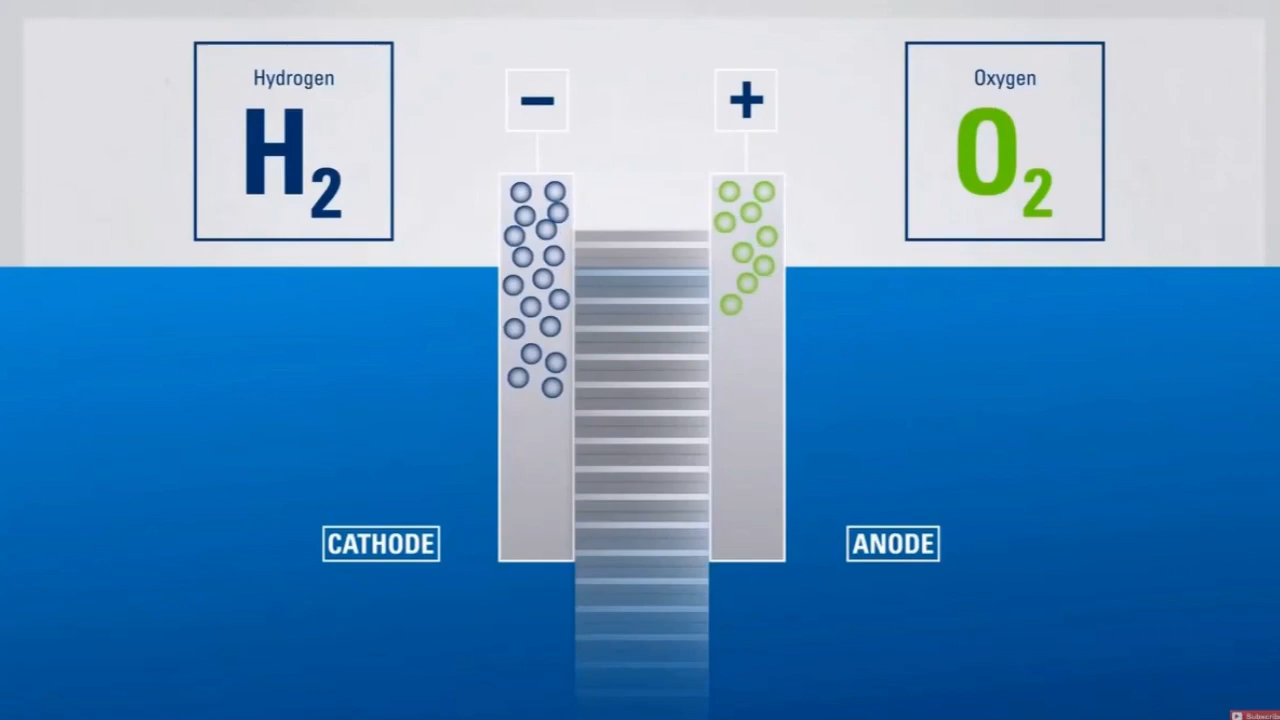 Hydrogen
H₂
−
+
Oxygen
O₂
CATHODE
ANODE